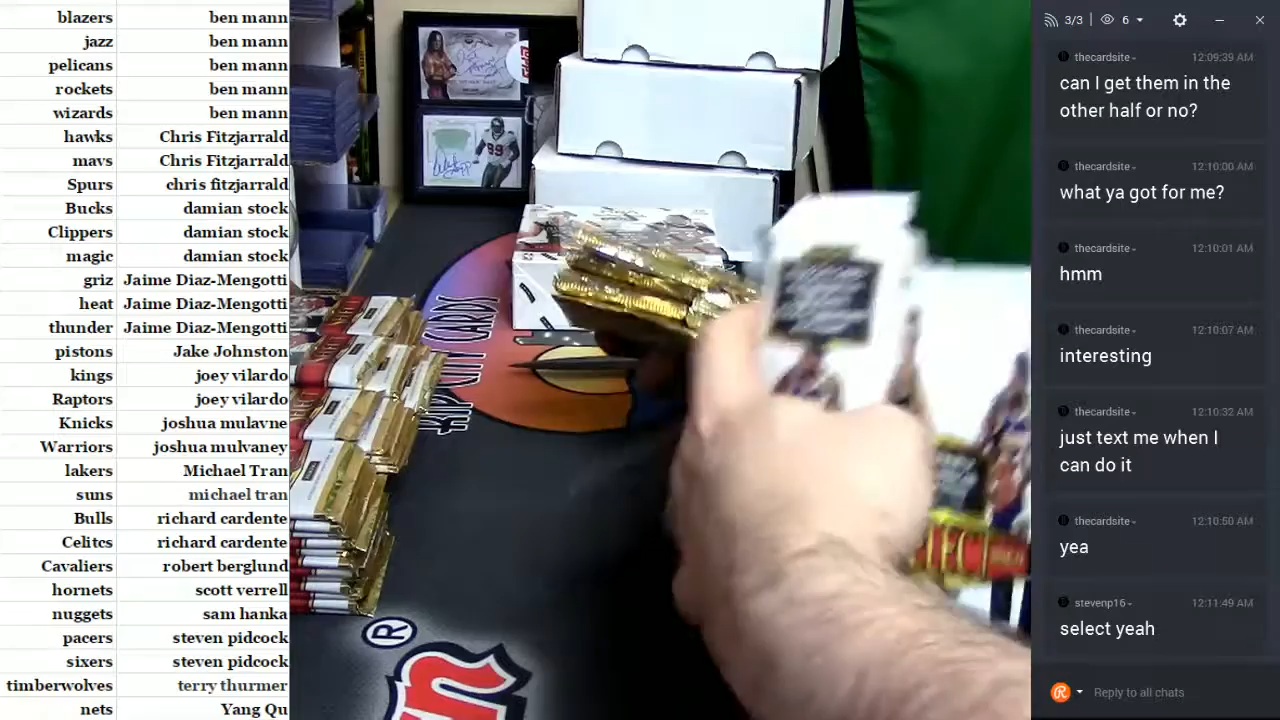 blazers ben mann
jazz ben mann
pelicans ben mann
rockets ben mann
wizards ben mann
hawks Chris Fitzjarrald
mavs Chris Fitzjarrald
Spurs chris fitzjarrald
Bucks damian stock
Clippers damian stock
magic damian stock
griz Jaime Diaz-Mengotti
heat Jaime Diaz-Mengotti
thunder Jaime Diaz-Mengotti
pistons Jake Johnston
kings joey vilardo
Raptors joey vilardo
Knicks joshua mulavne
Warriors joshua mulvaney
lakers Michael Tran
suns michael tran
Bulls richard cardente
Celitcs richard cardente
Cavaliers robert berglund
hornets scott verrell
nuggets sam hanka
pacers steven pidcock
sixers steven pidcock
timberwolves terry thurmer
nets Yang Qu
RIP CITY CARDS
®
3/3 6
thecardsite 12:09:39 AM
can I get them in the
other half or no?
thecardsite 12:10:00 AM
what ya got for me?
thecardsite 12:10:01 AM
hmm
thecardsite 12:10:07 AM
interesting
thecardsite 12:10:32 AM
just text me when I
can do it
thecardsite 12:10:50 AM
yea
stevenp16 12:11:49 AM
select yeah
Reply to all chats